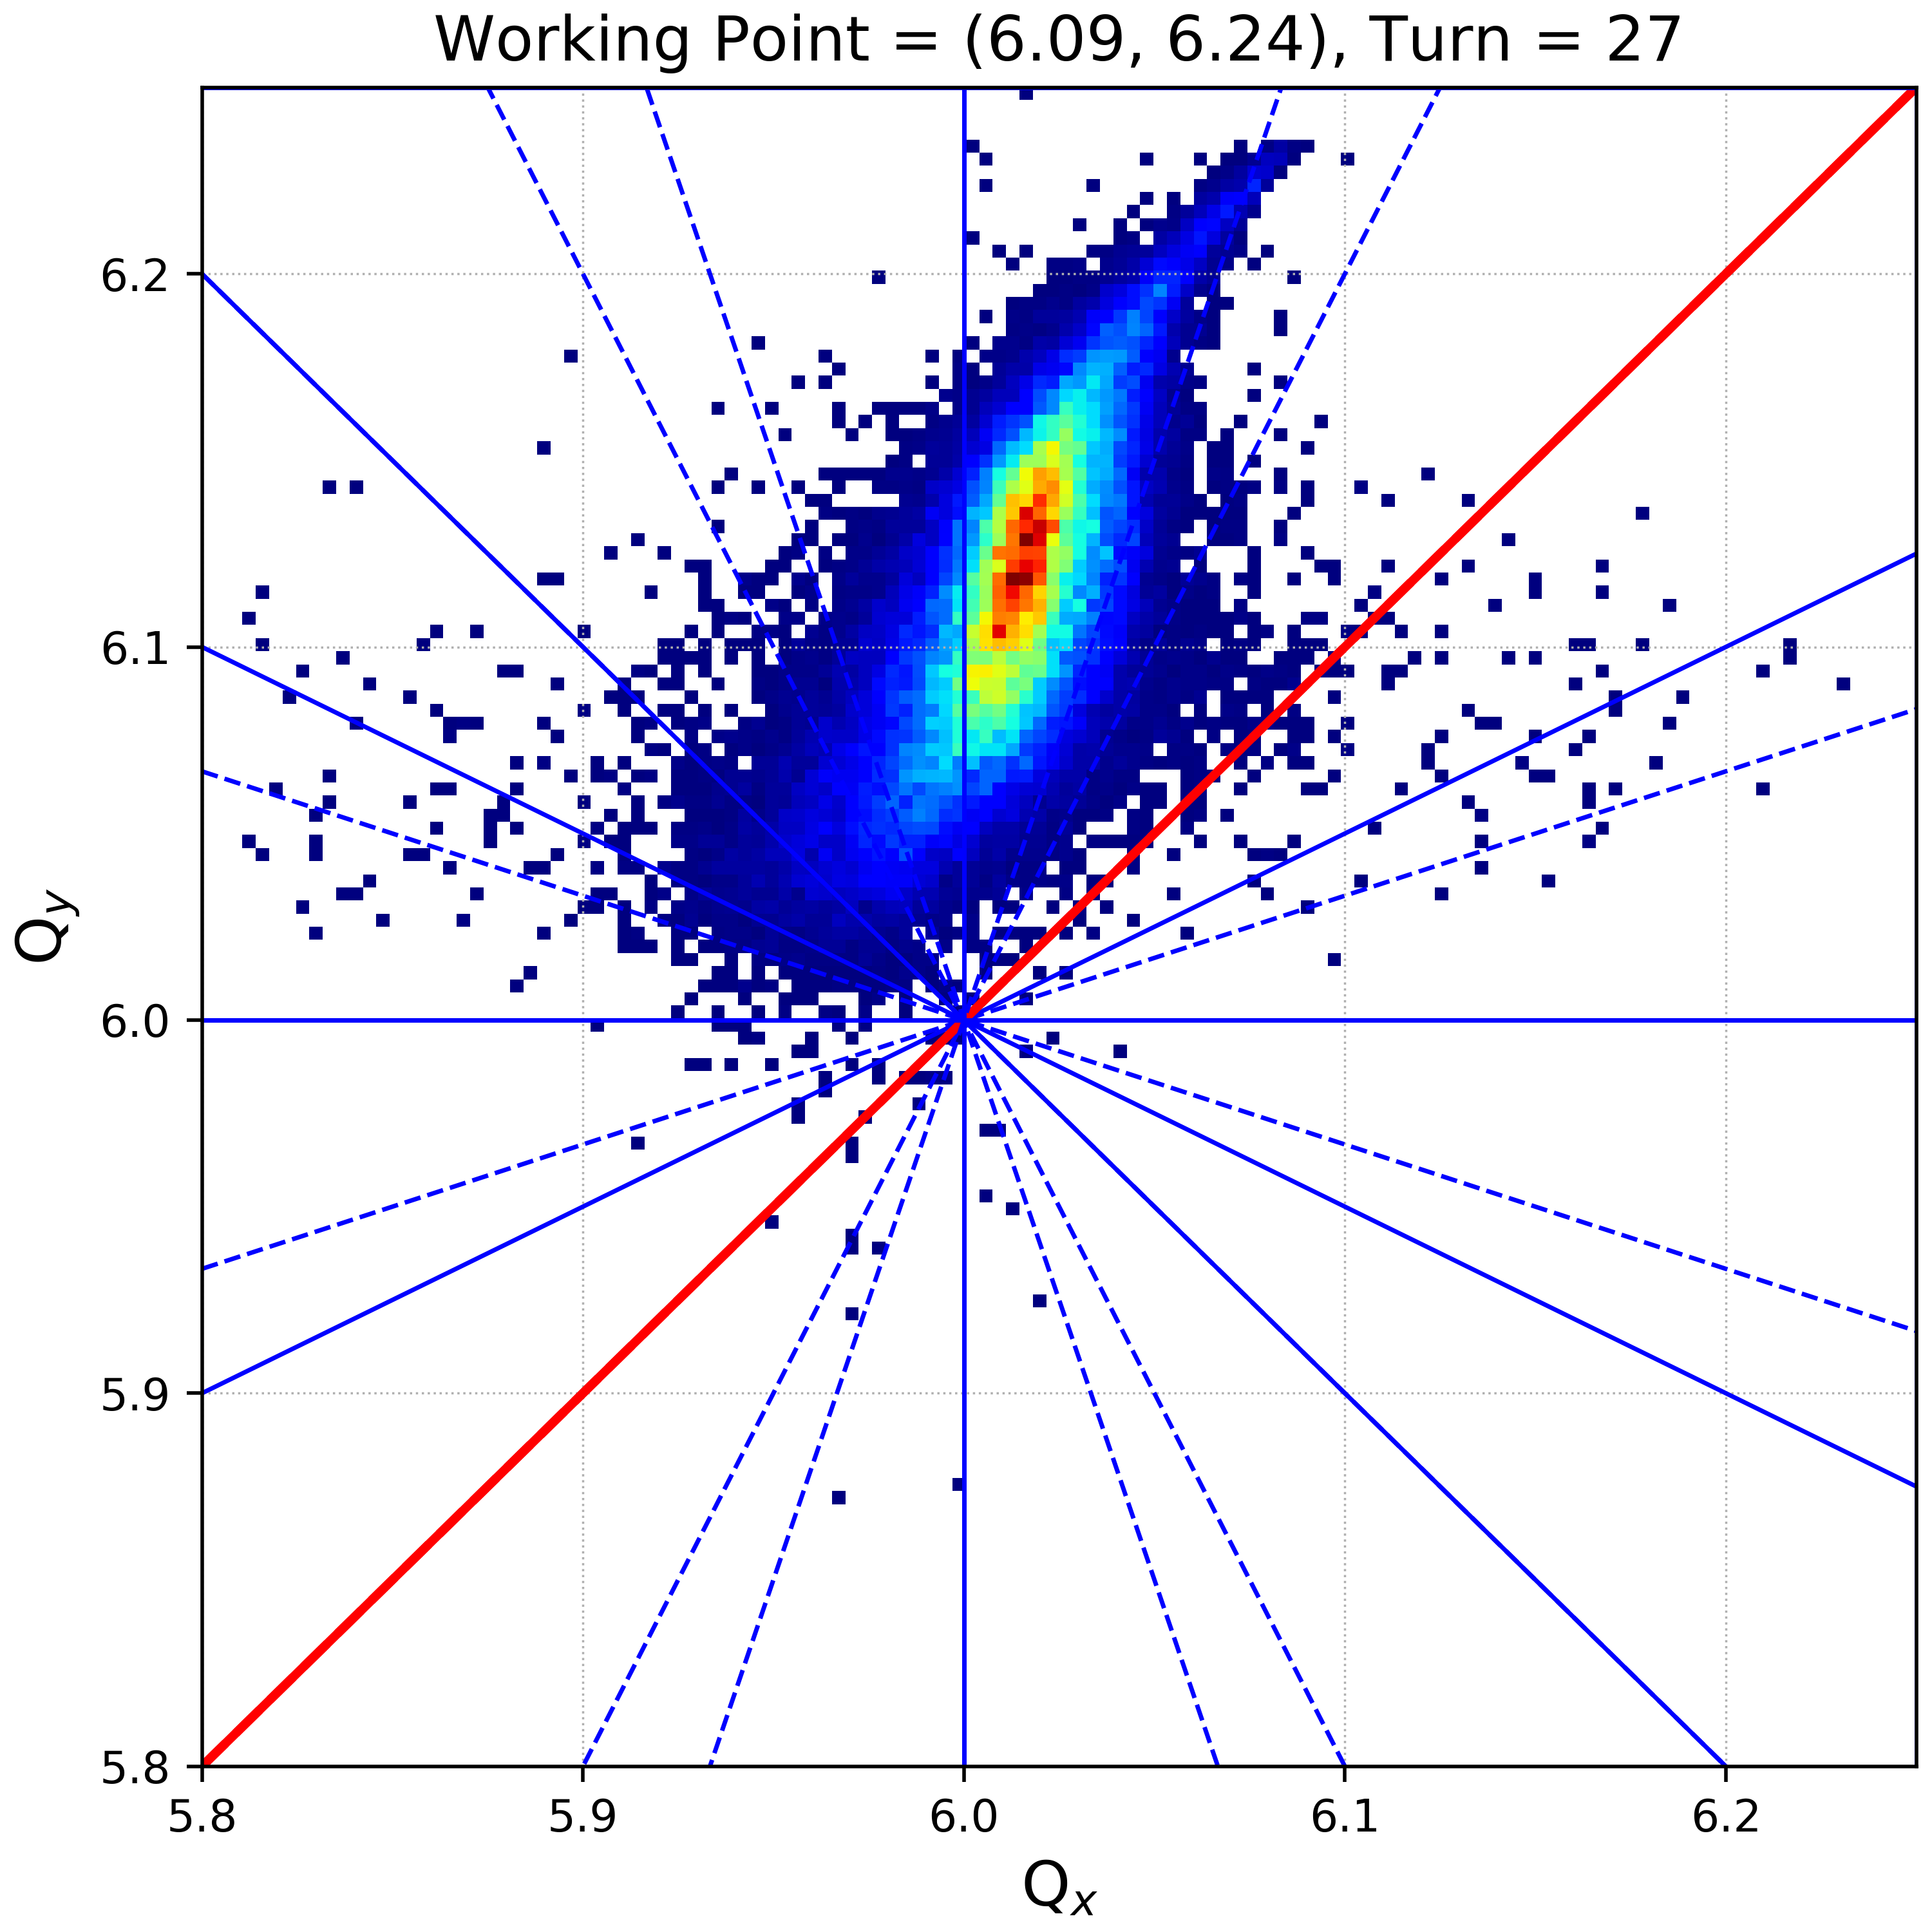 Working Point = (6.09, 6.24), Turn = 27
6.2
6.1
6.0
5.9
5.8
Qy
5.8 5.9 6.0 6.1 6.2
Qx